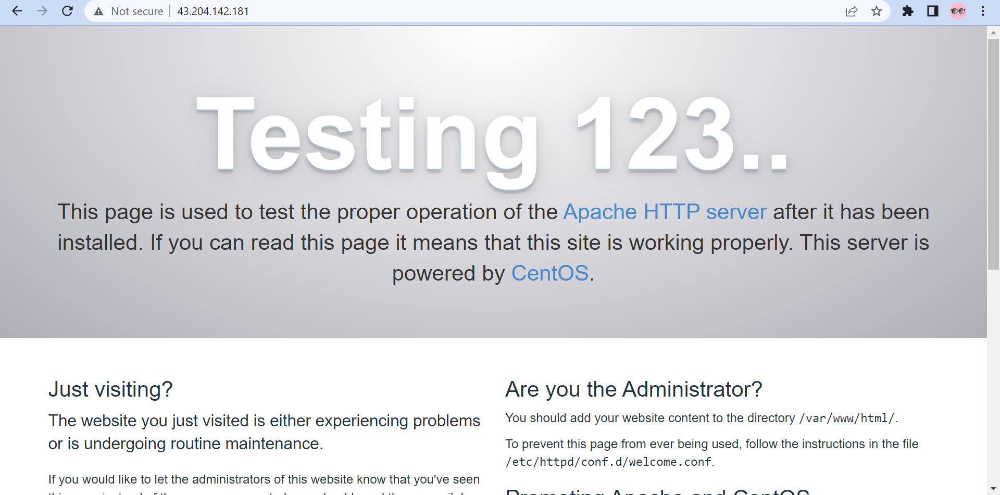 Not secure | 43.204.142.181
Testing 123..
This page is used to test the proper operation of the Apache HTTP server after it has been
installed. If you can read this page it means that this site is working properly. This server is
powered by CentOS.
Just visiting?
The website you just visited is either experiencing problems
or is undergoing routine maintenance.
If you would like to let the administrators of this website know that you've seen
Are you the Administrator?
You should add your website content to the directory /var/www/html/.
To prevent this page from ever being used, follow the instructions in the file
/etc/httpd/conf.d/welcome.conf.
Promoting Apache and CentOS